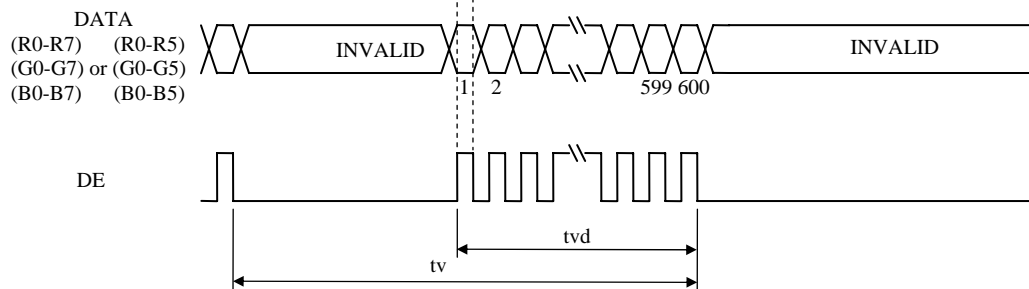 DATA
(R0-R7) (R0-R5)
(G0-G7) or (G0-G5)
(B0-B7) (B0-B5)
INVALID
INVALID
1 2 599 600
DE
tvd
tv